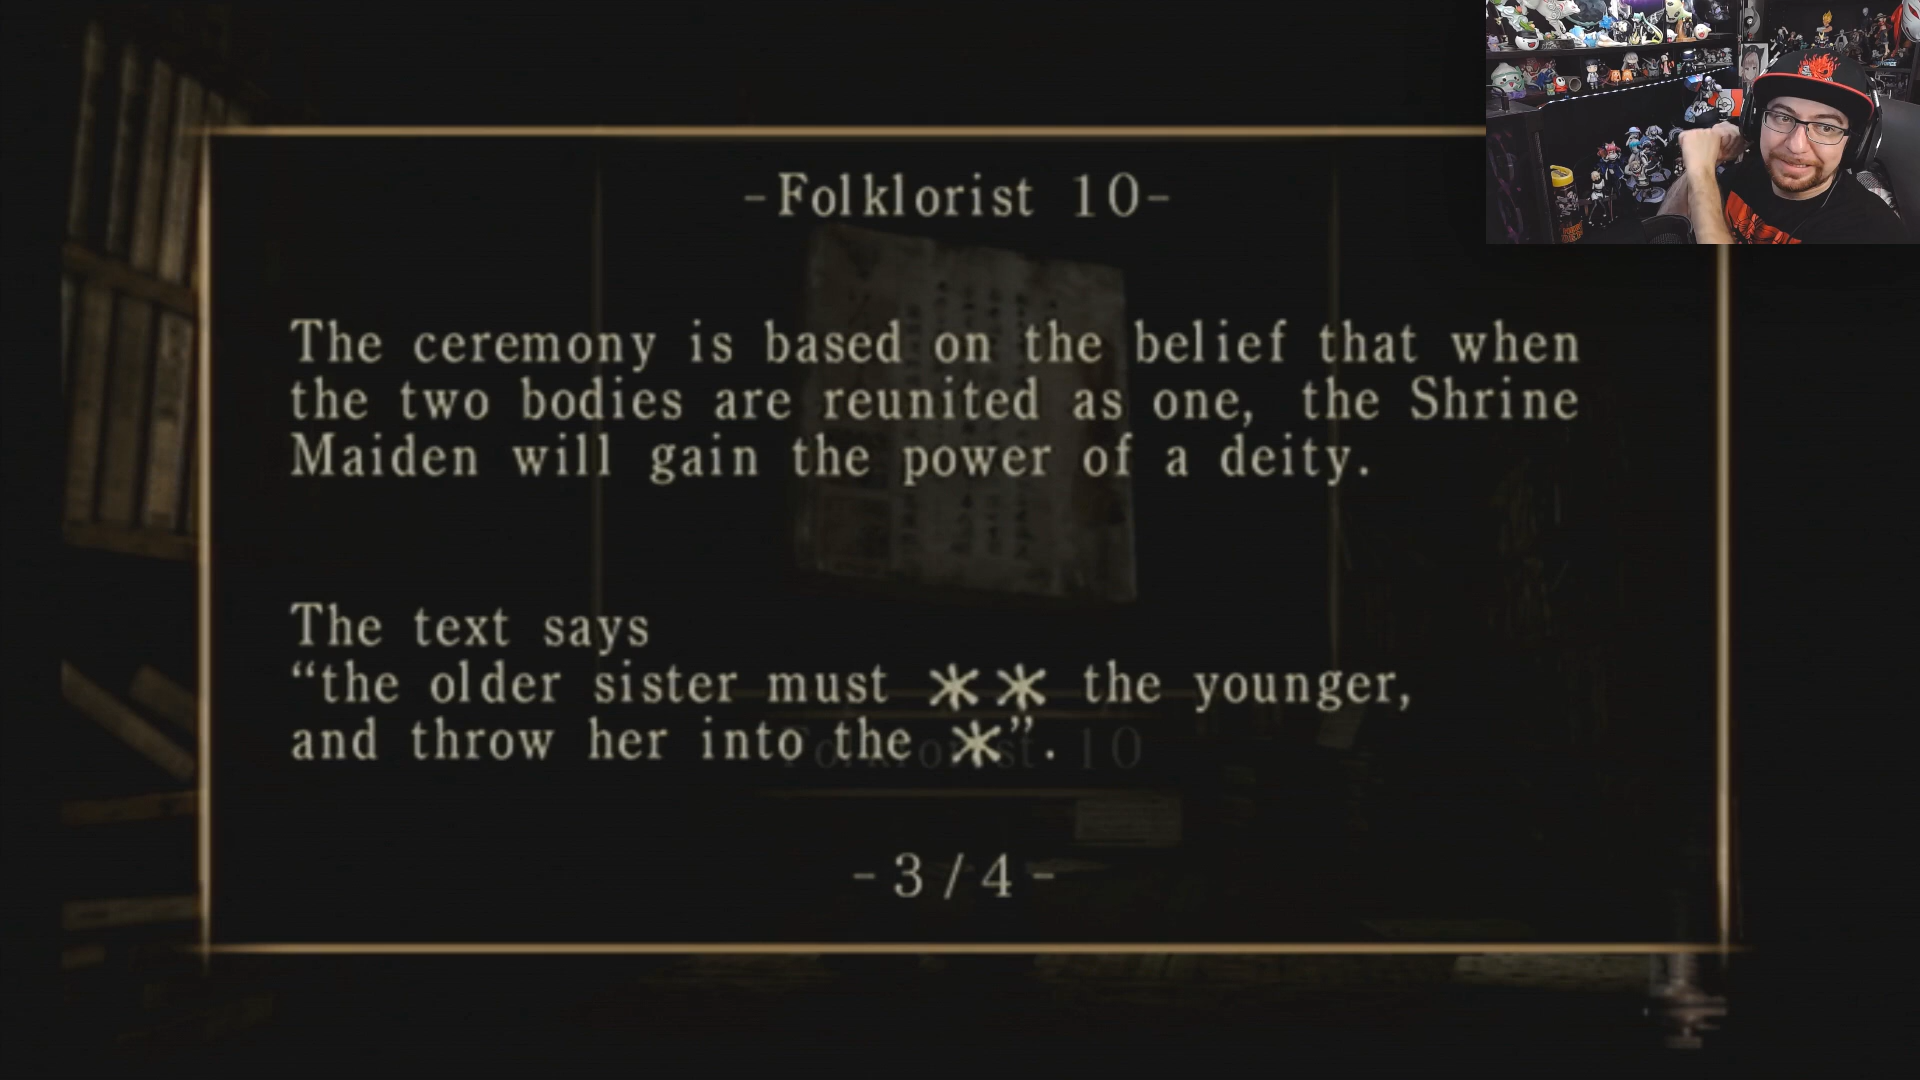 -Folklorist 10-
The ceremony is based on the belief that when
the two bodies are reunited as one, the Shrine
Maiden will gain the power of a deity.
The text says
“the older sister must ** the younger,
and throw her into the *”.
Folklorist 10
-3/4-